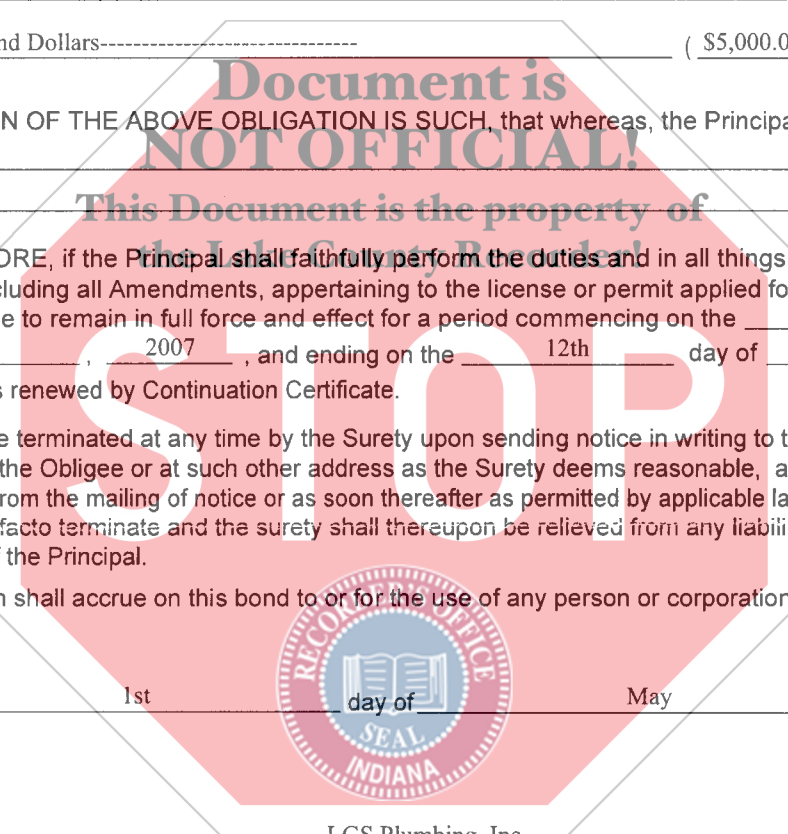 nd Dollars------------------------------- ( $5,000.0
Document is
N OF THE ABOVE OBLIGATION IS SUCH, that whereas, the Principa
NOT OFFICIAL!
This Document is the property of
the Lake County Recorder!
ORE, if the Principal shall faithfully perform the duties and in all things
cluding all Amendments, appertaining to the license or permit applied fo
e to remain in full force and effect for a period commencing on the
, 2007 , and ending on the 12th day of
s renewed by Continuation Certificate.
STOP
e terminated at any time by the Surety upon sending notice in writing to t
the Obligee or at such other address as the Surety deems reasonable, a
rom the mailing of notice or as soon thereafter as permitted by applicable la
facto terminate and the surety shall thereupon be relieved from any liabili
f the Principal.
n shall accrue on this bond to or for the use of any person or corporation
RECORDER'S OFFICE
1st day of May
SEAL
INDIANA
LGS Plumbing, Inc.